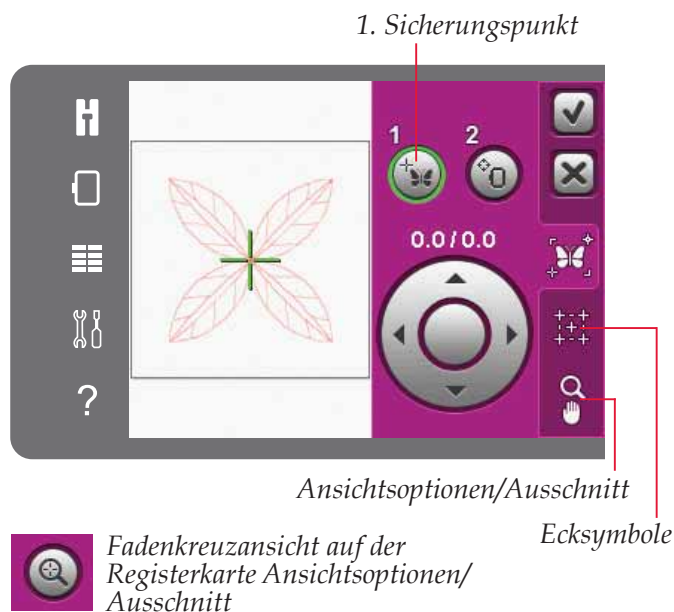 1. Sicherungspunkt
1 2
0.0/0.0
?
Ansichtsoptionen/Ausschnitt
Ecksymbole
Fadenkreuzansicht auf der
Registerkarte Ansichtsoptionen/
Ausschnitt